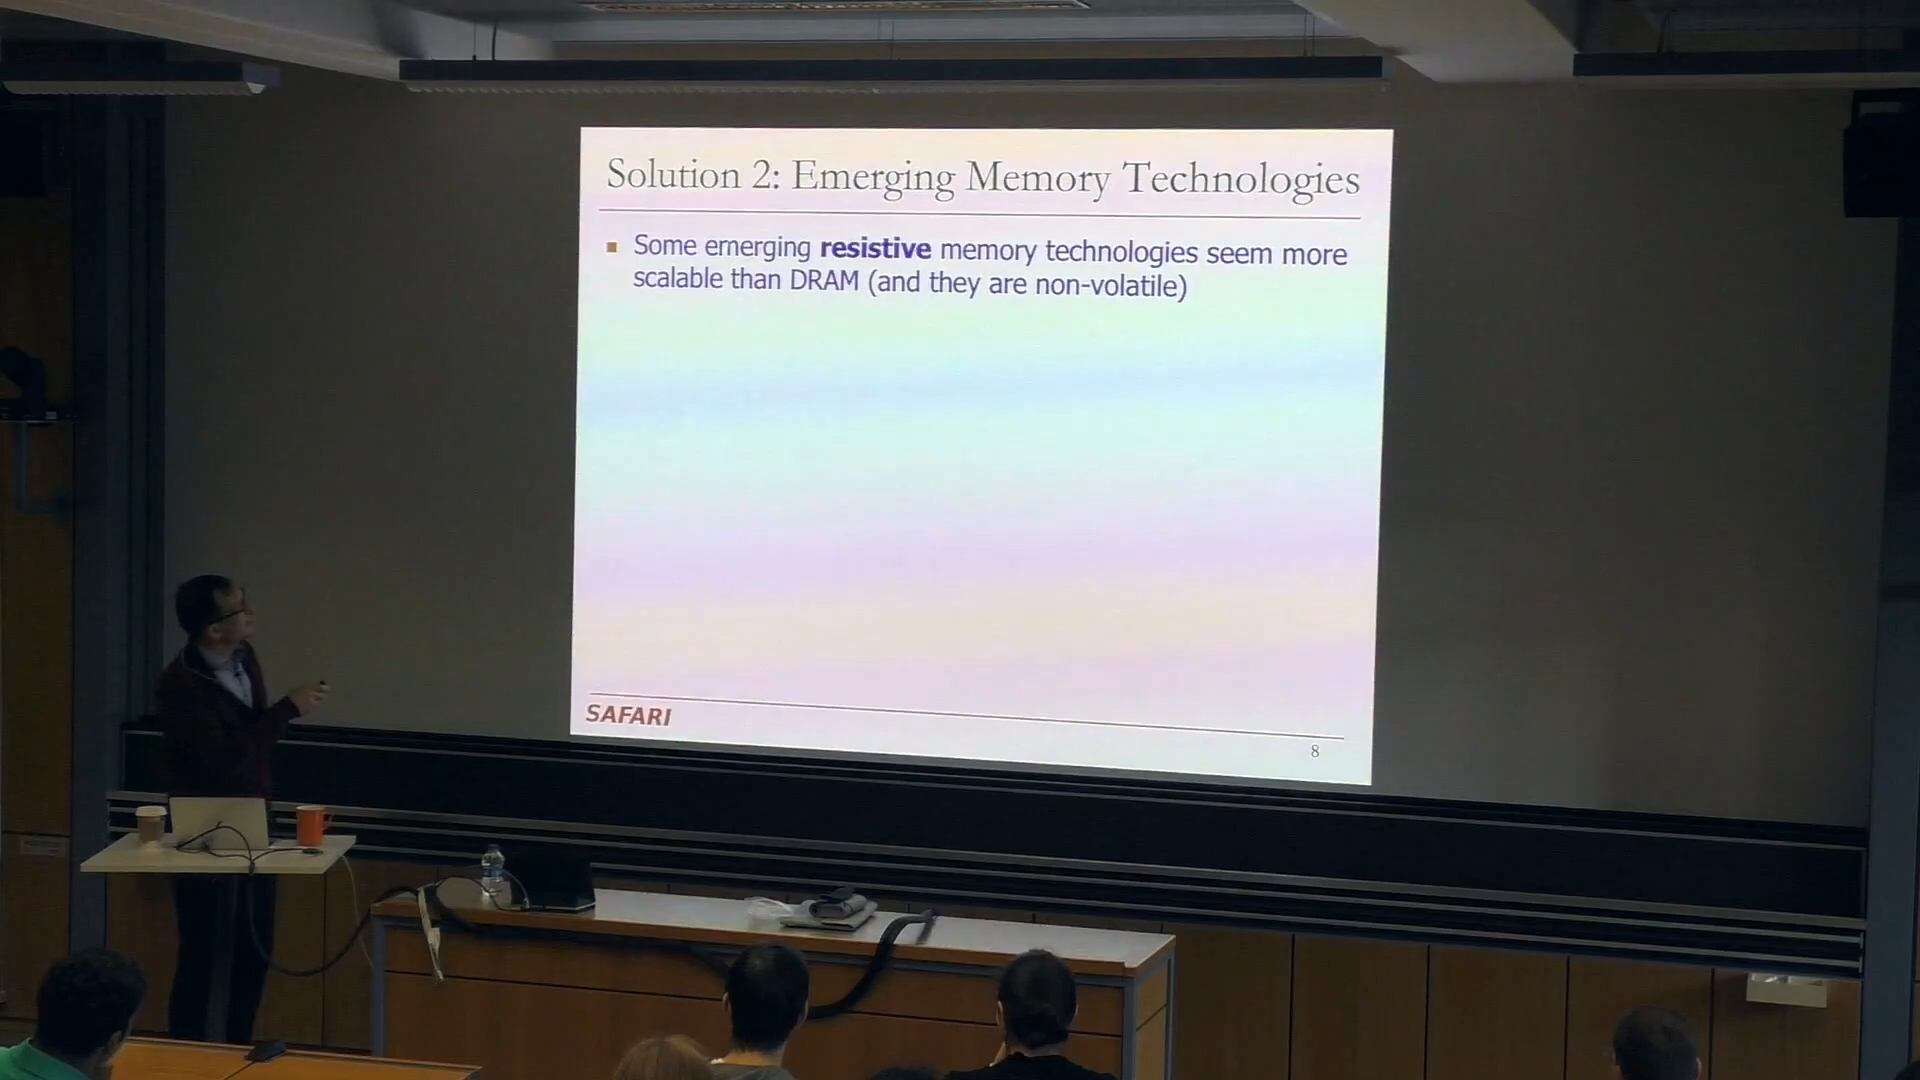 Solution 2: Emerging Memory Technologies
Some emerging resistive memory technologies seem more
scalable than DRAM (and they are non-volatile)
SAFARI
8